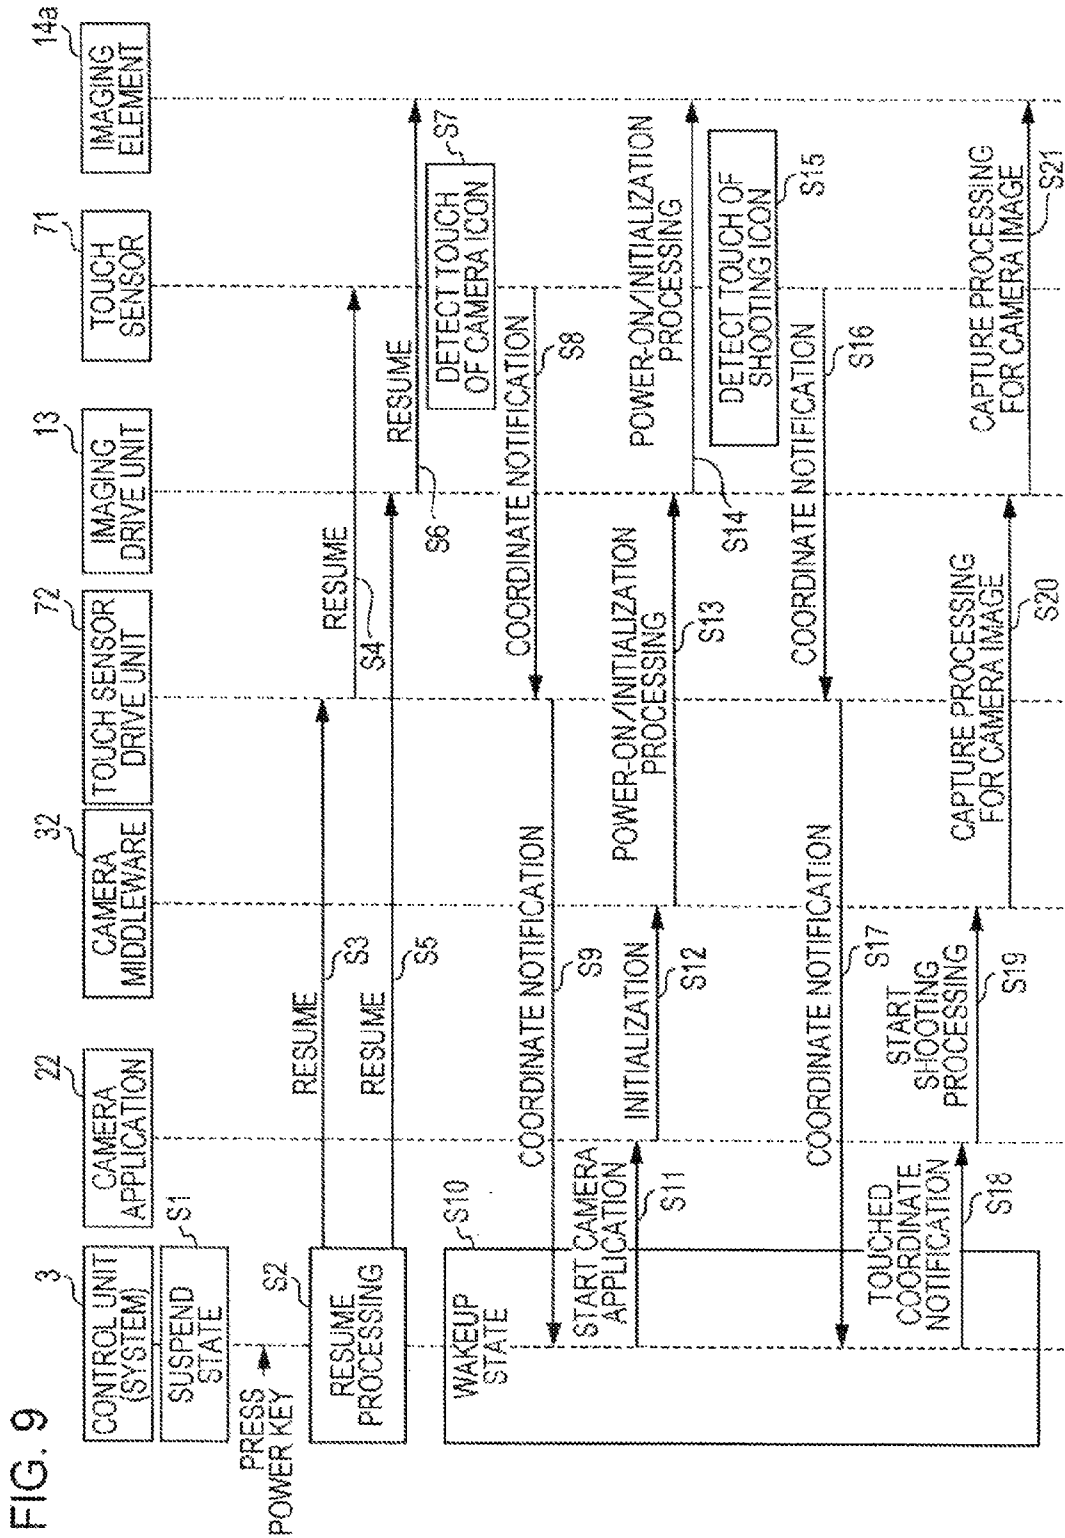 FIG. 9
3
CONTROL UNIT
(SYSTEM)
22
CAMERA
APPLICATION
32
CAMERA
MIDDLEWARE
72
TOUCH SENSOR
DRIVE UNIT
13
IMAGING
DRIVE UNIT
71
TOUCH
SENSOR
14a
IMAGING
ELEMENT
SUSPEND
STATE
S1
PRESS
POWER KEY
RESUME
PROCESSING
S2
RESUME
S3
RESUME
S4
RESUME
S5
RESUME
S6
DETECT TOUCH
OF CAMERA ICON
S7
WAKEUP
STATE
S10
COORDINATE NOTIFICATION
S8
COORDINATE NOTIFICATION
S9
START CAMERA
APPLICATION
S11
INITIALIZATION
S12
POWER-ON/INITIALIZATION
PROCESSING
S13
POWER-ON/INITIALIZATION
PROCESSING
S14
DETECT TOUCH OF
SHOOTING ICON
S15
COORDINATE NOTIFICATION
S16
COORDINATE NOTIFICATION
S17
TOUCHED
COORDINATE
NOTIFICATION
S18
START
SHOOTING
PROCESSING
S19
CAPTURE PROCESSING
FOR CAMERA IMAGE
S20
CAPTURE PROCESSING
FOR CAMERA IMAGE
S21